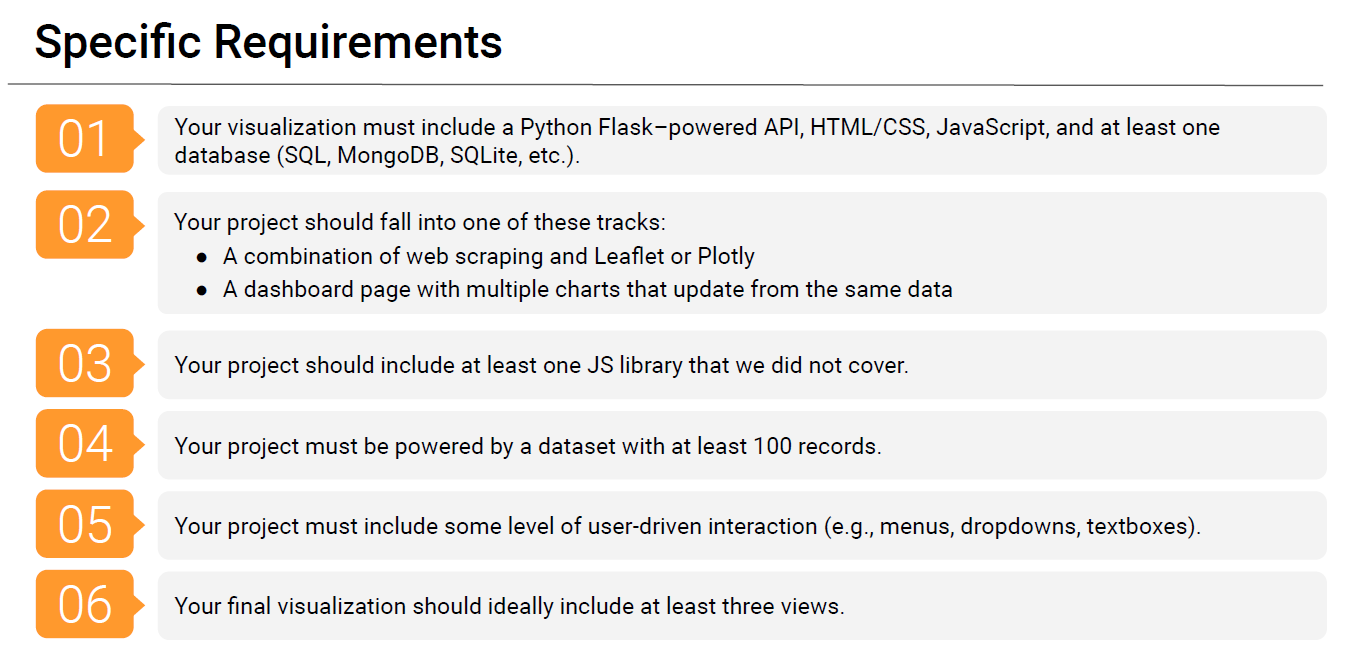 Specific Requirements
01
Your visualization must include a Python Flask–powered API, HTML/CSS, JavaScript, and at least one
database (SQL, MongoDB, SQLite, etc.).
02
Your project should fall into one of these tracks:
● A combination of web scraping and Leaflet or Plotly
● A dashboard page with multiple charts that update from the same data
03
Your project should include at least one JS library that we did not cover.
04
Your project must be powered by a dataset with at least 100 records.
05
Your project must include some level of user-driven interaction (e.g., menus, dropdowns, textboxes).
06
Your final visualization should ideally include at least three views.